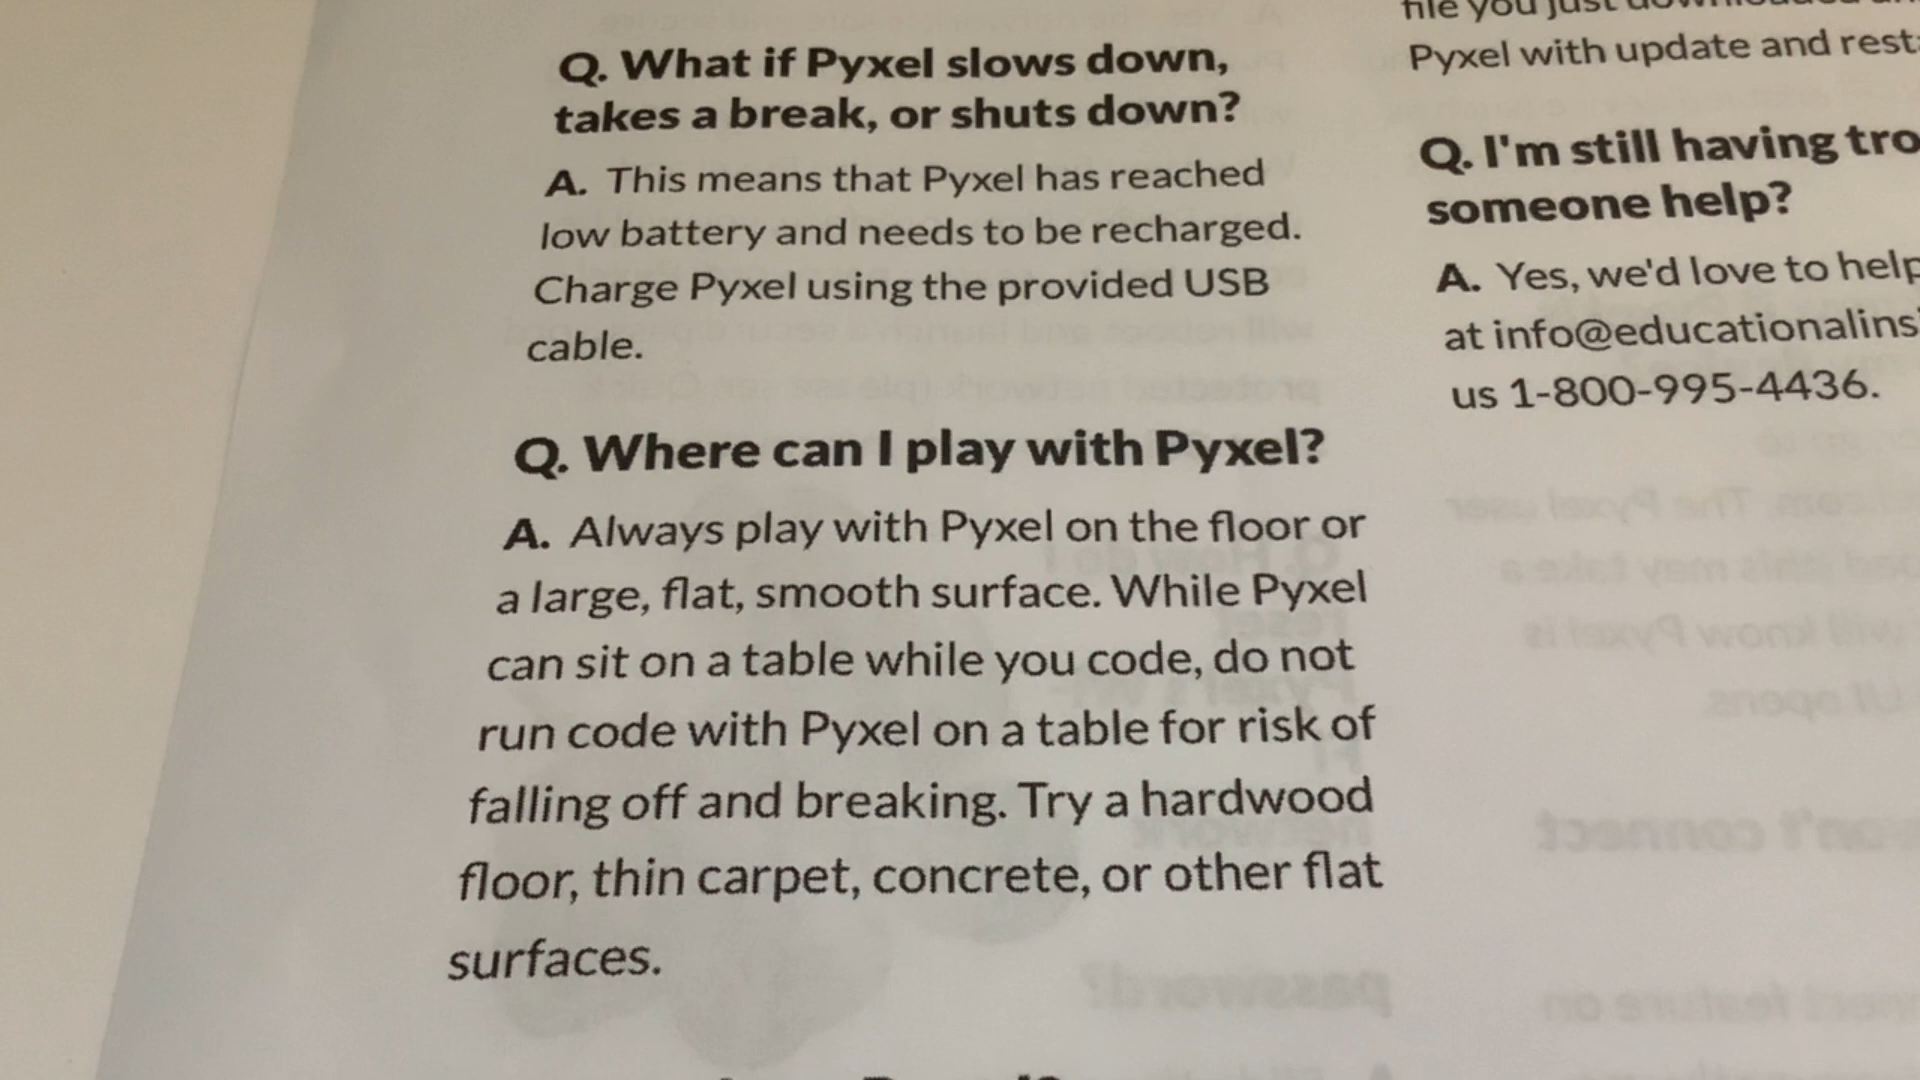 Q. What if Pyxel slows down,
takes a break, or shuts down?
A. This means that Pyxel has reached
low battery and needs to be recharged.
Charge Pyxel using the provided USB
cable.
Q. Where can I play with Pyxel?
A. Always play with Pyxel on the floor or
a large, flat, smooth surface. While Pyxel
can sit on a table while you code, do not
run code with Pyxel on a table for risk of
falling off and breaking. Try a hardwood
floor, thin carpet, concrete, or other flat
surfaces.
file you just
Pyxel with update and
Q. I'm still having
someone help?
A. Yes, we'd love to help
at
us 1-800-995-4436.